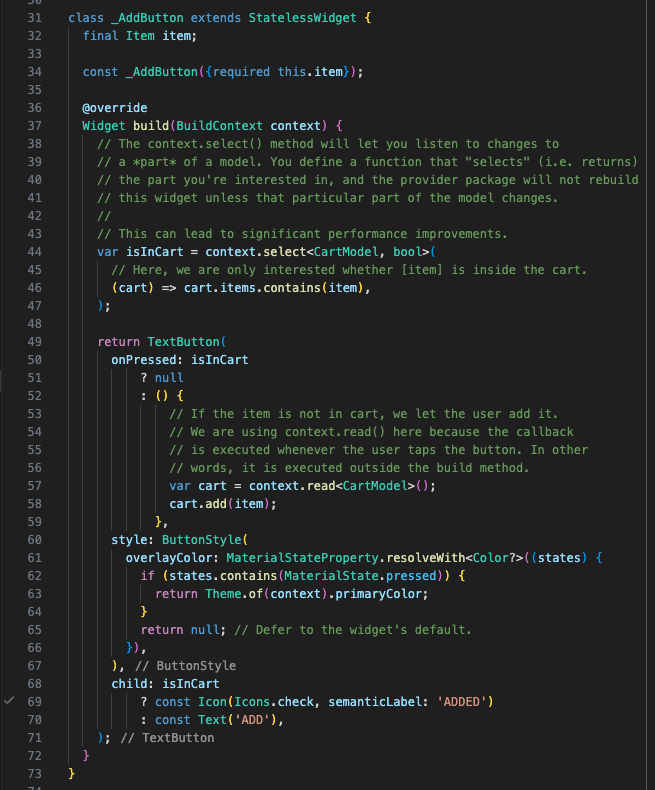 30
31 class _AddButton extends StatelessWidget {
32 final Item item;
33
34 const _AddButton({required this.item});
35
36 @override
37 Widget build(BuildContext context) {
38 // The context.select() method will let you listen to changes to
39 // a *part* of a model. You define a function that "selects" (i.e. returns)
40 // the part you're interested in, and the provider package will not rebuild
41 // this widget unless that particular part of the model changes.
42 //
43 // This can lead to significant performance improvements.
44 var isInCart = context.select<CartModel, bool>(
45 // Here, we are only interested whether [item] is inside the cart.
46 (cart) => cart.items.contains(item),
47 );
48
49 return TextButton(
50 onPressed: isInCart
51 ? null
52 : () {
53 // If the item is not in cart, we let the user add it.
54 // We are using context.read() here because the callback
55 // is executed whenever the user taps the button. In other
56 // words, it is executed outside the build method.
57 var cart = context.read<CartModel>();
58 cart.add(item);
59 },
60 style: ButtonStyle(
61 overlayColor: MaterialStateProperty.resolveWith<Color?>((states) {
62 if (states.contains(MaterialState.pressed)) {
63 return Theme.of(context).primaryColor;
64 }
65 return null; // Defer to the widget's default.
66 }),
67 ), // ButtonStyle
68 child: isInCart
69 ? const Icon(Icons.check, semanticLabel: 'ADDED')
70 : const Text('ADD'),
71 ); // TextButton
72 }
73 }
74